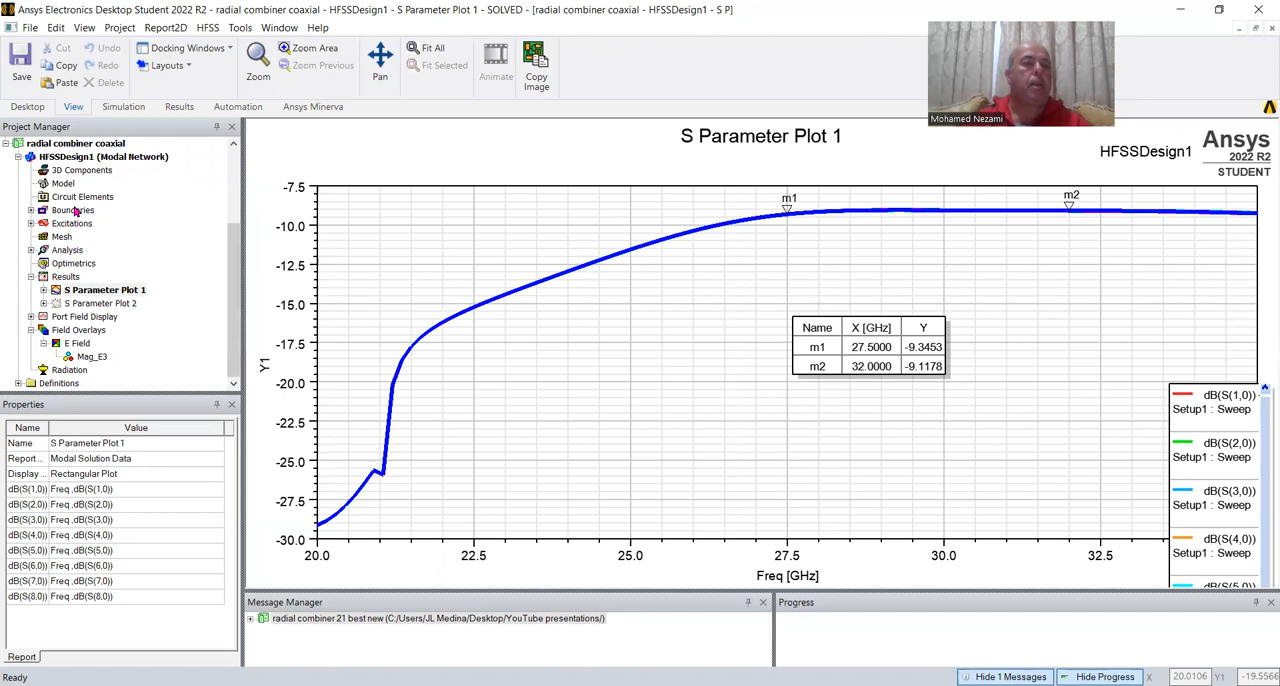 Ansys Electronics Desktop Student 2022 R2 - radial combiner coaxial - HFSSDesign1 - S Parameter Plot 1 - SOLVED - [radial combiner coaxial - HFSSDesign1 - S P]
File Edit View Project Report2D HFSS Tools Window Help
Save Cut Copy Paste Undo Redo Delete
Docking Windows Layouts
Zoom Zoom Area Zoom Previous
Pan Fit All Fit Selected
Animate Copy Image
Desktop View Simulation Results Automation Ansys Minerva
Mohamed Nezami
Project Manager
radial combiner coaxial
HFSSDesign1 (Modal Network)
3D Components
Model
Circuit Elements
Boundaries
Excitations
Mesh
Analysis
Optimetrics
Results
S Parameter Plot 1
S Parameter Plot 2
Port Field Display
Field Overlays
E Field
Mag_E3
Radiation
Definitions
Properties
Name Value
Name S Parameter Plot 1
Report... Modal Solution Data
Display ... Rectangular Plot
dB(S(1,0)) Freq ,dB(S(1,0))
dB(S(2,0)) Freq ,dB(S(2,0))
dB(S(3,0)) Freq ,dB(S(3,0))
dB(S(4,0)) Freq ,dB(S(4,0))
dB(S(5,0)) Freq ,dB(S(5,0))
dB(S(6,0)) Freq ,dB(S(6,0))
dB(S(7,0)) Freq ,dB(S(7,0))
dB(S(8,0)) Freq ,dB(S(8,0))
Report
S Parameter Plot 1
HFSSDesign1
Ansys
2022 R2
STUDENT
m1 m2
-7.5
-10.0
-12.5
-15.0
-17.5
-20.0
-22.5
-25.0
-27.5
-30.0
Y1
20.0 22.5 25.0 27.5 30.0 32.5
Freq [GHz]
Name X [GHz] Y
m1 27.5000 -9.3453
m2 32.0000 -9.1178
dB(S(1,0))
Setup1 : Sweep
dB(S(2,0))
Setup1 : Sweep
dB(S(3,0))
Setup1 : Sweep
dB(S(4,0))
Setup1 : Sweep
dB(S(5,0))
Message Manager
radial combiner 21 best new (C:/Users/JL Medina/Desktop/YouTube presentations/)
Progress
Ready
Hide 1 Messages Hide Progress X 20.0106 Y1 -19.5566